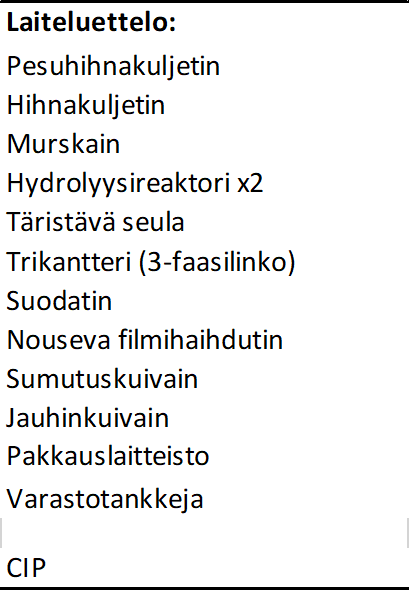 Laiteluettelo:
Pesuhihnakuljetin
Hihnakuljetin
Murskain
Hydrolyysireaktori x2
Täristävä seula
Trikantteri (3-faasilinko)
Suodatin
Nouseva filmihaihdutin
Sumutuskuivain
Jauhinkuivain
Pakkauslaitteisto
Varastotankkeja
CIP